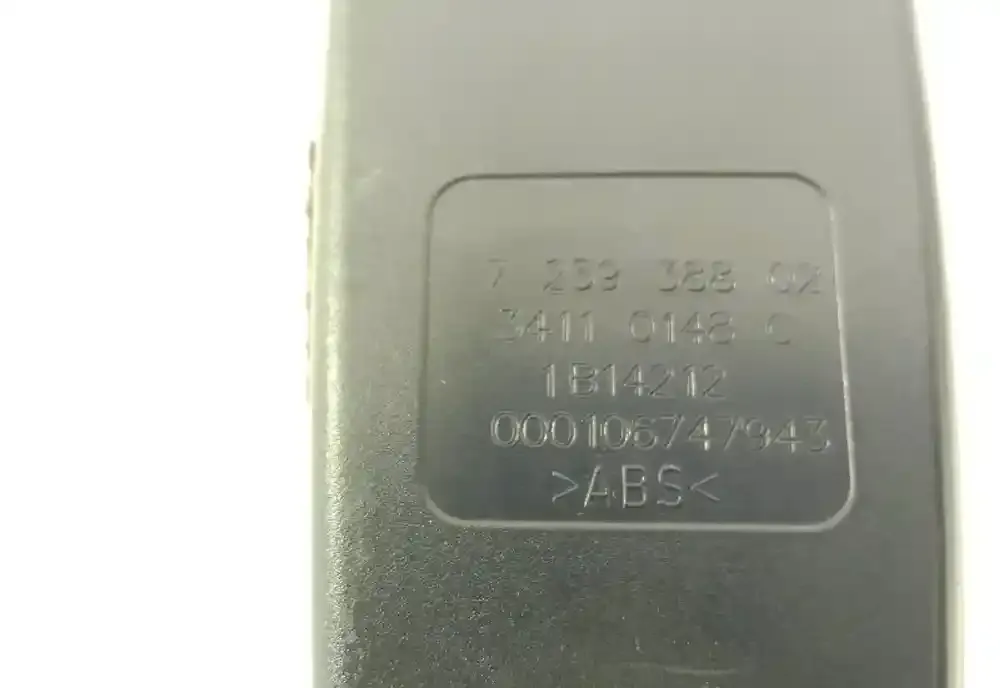 7 239 388 02
3411 0148 C
1B14212
000106747943
>ABS<